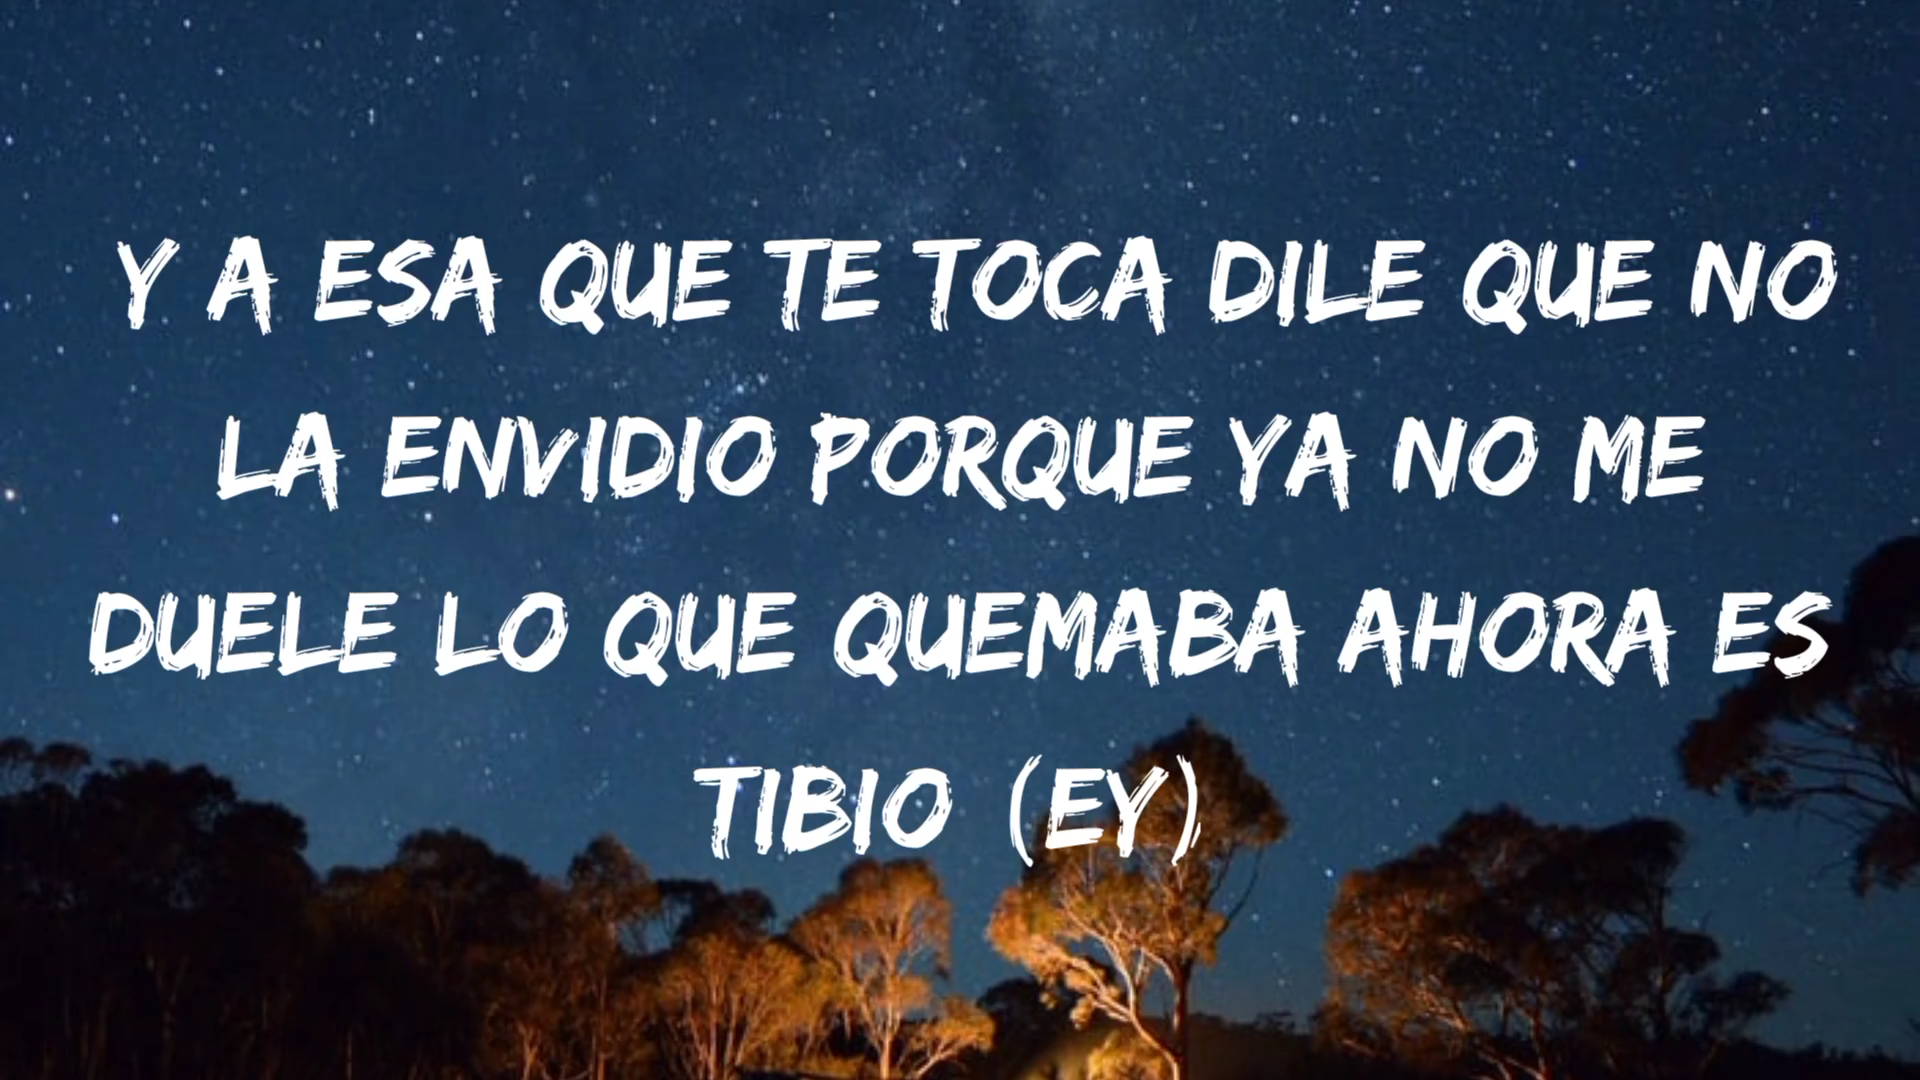 Y A ESA QUE TE TOCA DILE QUE NO
LA ENVIDIO PORQUE YA NO ME
DUELE LO QUE QUEMABA AHORA ES
TIBIO (EY)